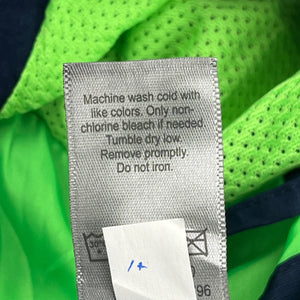 Machine wash cold with
like colors. Only non-
chlorine bleach if needed
Tumble dry low.
Remove promptly.
Do not iron.
96